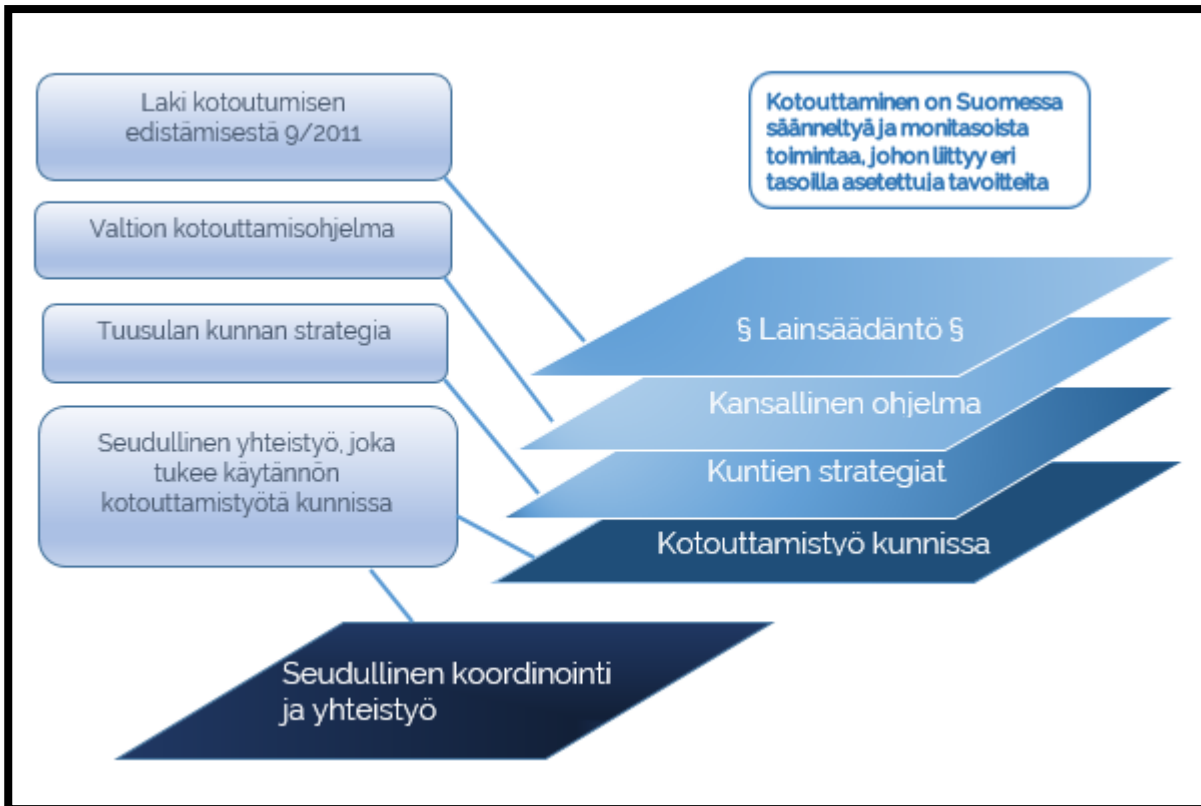 Laki kotoutumisen
edistämisestä 9/2011
Kotouttaminen on Suomessa
säänneltyä ja monitasoista
toimintaa, johon liittyy eri
tasoilla asetettuja tavoitteita
Valtion kotouttamisohjelma
Tuusulan kunnan strategia
Seudullinen yhteistyö, joka
tukee käytännön
kotouttamistyötä kunnissa
§ Lainsäädäntö §
Kansallinen ohjelma
Kuntien strategiat
Kotouttamistyö kunnissa
Seudullinen koordinointi
ja yhteistyö